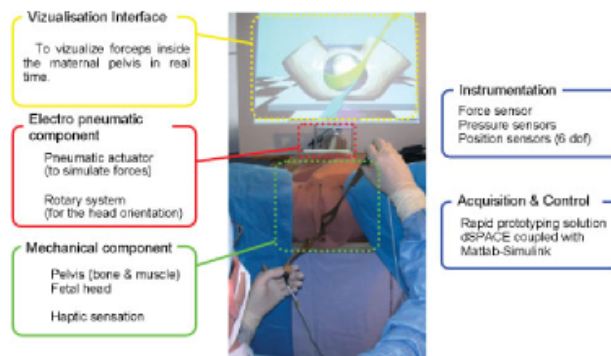 Vizualisation Interface
To vizualize forceps inside
the maternal pelvis in real
time.
Electro pneumatic
component
Pneumatic actuator
(to simulate forces)
Rotary system
(for the head orientation)
Mechanical component
Pelvis (bone & muscle)
Fetal head
Haptic sensation
Instrumentation
Force sensor
Pressure sensors
Position sensors (6 dof)
Acquisition & Control
Rapid prototyping solution
dSPACE coupled with
Matlab-Simulink